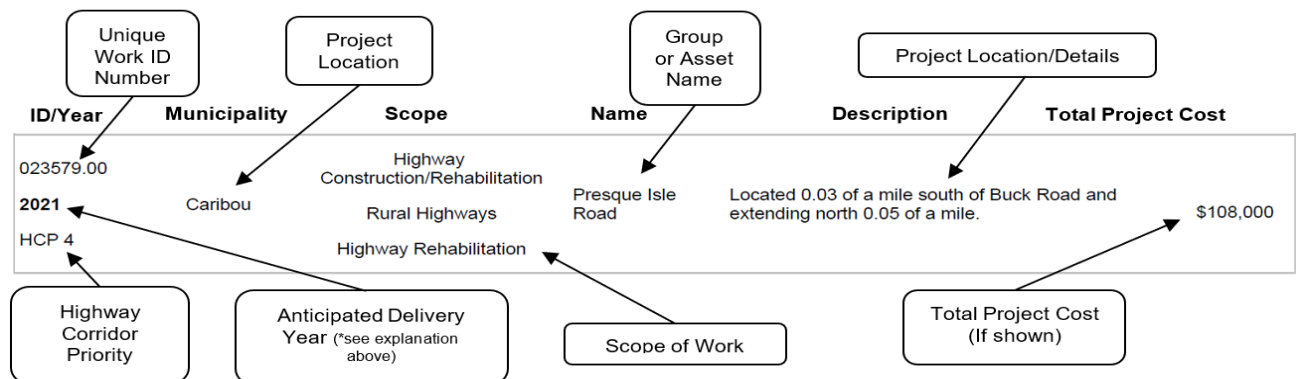 Unique
Work ID
Number
Project
Location
Group
or Asset
Name
Project Location/Details
ID/Year Municipality Scope Name Description Total Project Cost
023579.00
2021
HCP 4
Caribou
Highway
Construction/Rehabilitation
Rural Highways
Highway Rehabilitation
Presque Isle
Road
Located 0.03 of a mile south of Buck Road and
extending north 0.05 of a mile.
$108,000
Highway
Corridor
Priority
Anticipated Delivery
Year (*see explanation
above)
Scope of Work
Total Project Cost
(If shown)